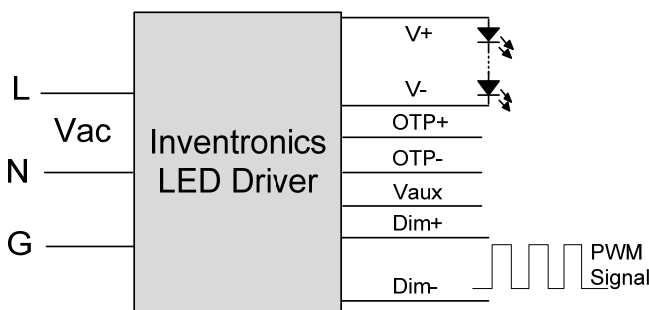 L
Vac
N
G
Inventronics
LED Driver
V+
V-
OTP+
OTP-
Vaux
Dim+
Dim-
PWM
Signal